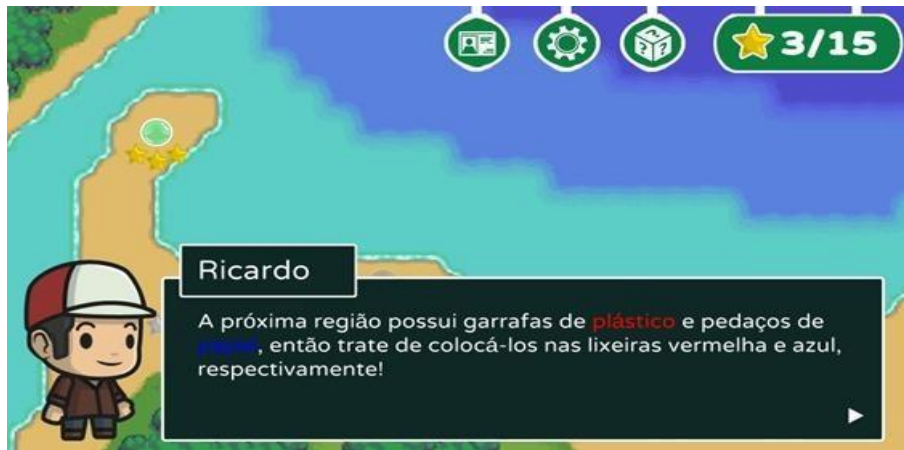 3/15
Ricardo
A próxima região possui garrafas de plástico e pedaços de
papel, então trate de colocá-los nas lixeiras vermelha e azul,
respectivamente!